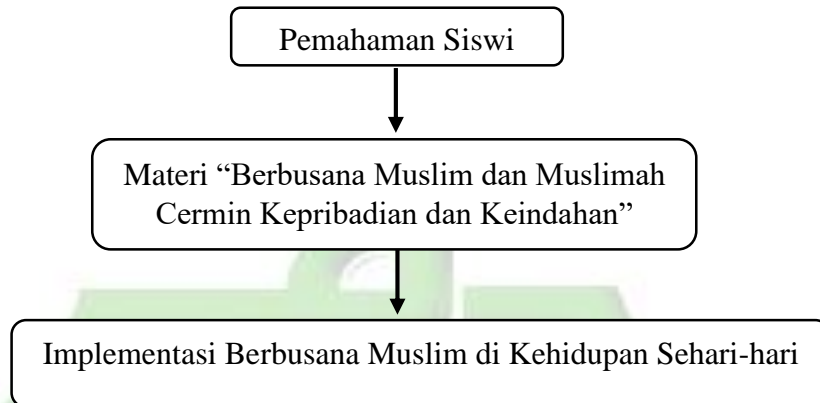 Pemahaman Siswi
Materi “Berbusana Muslim dan Muslimah
Cermin Kepribadian dan Keindahan”
Implementasi Berbusana Muslim di Kehidupan Sehari-hari